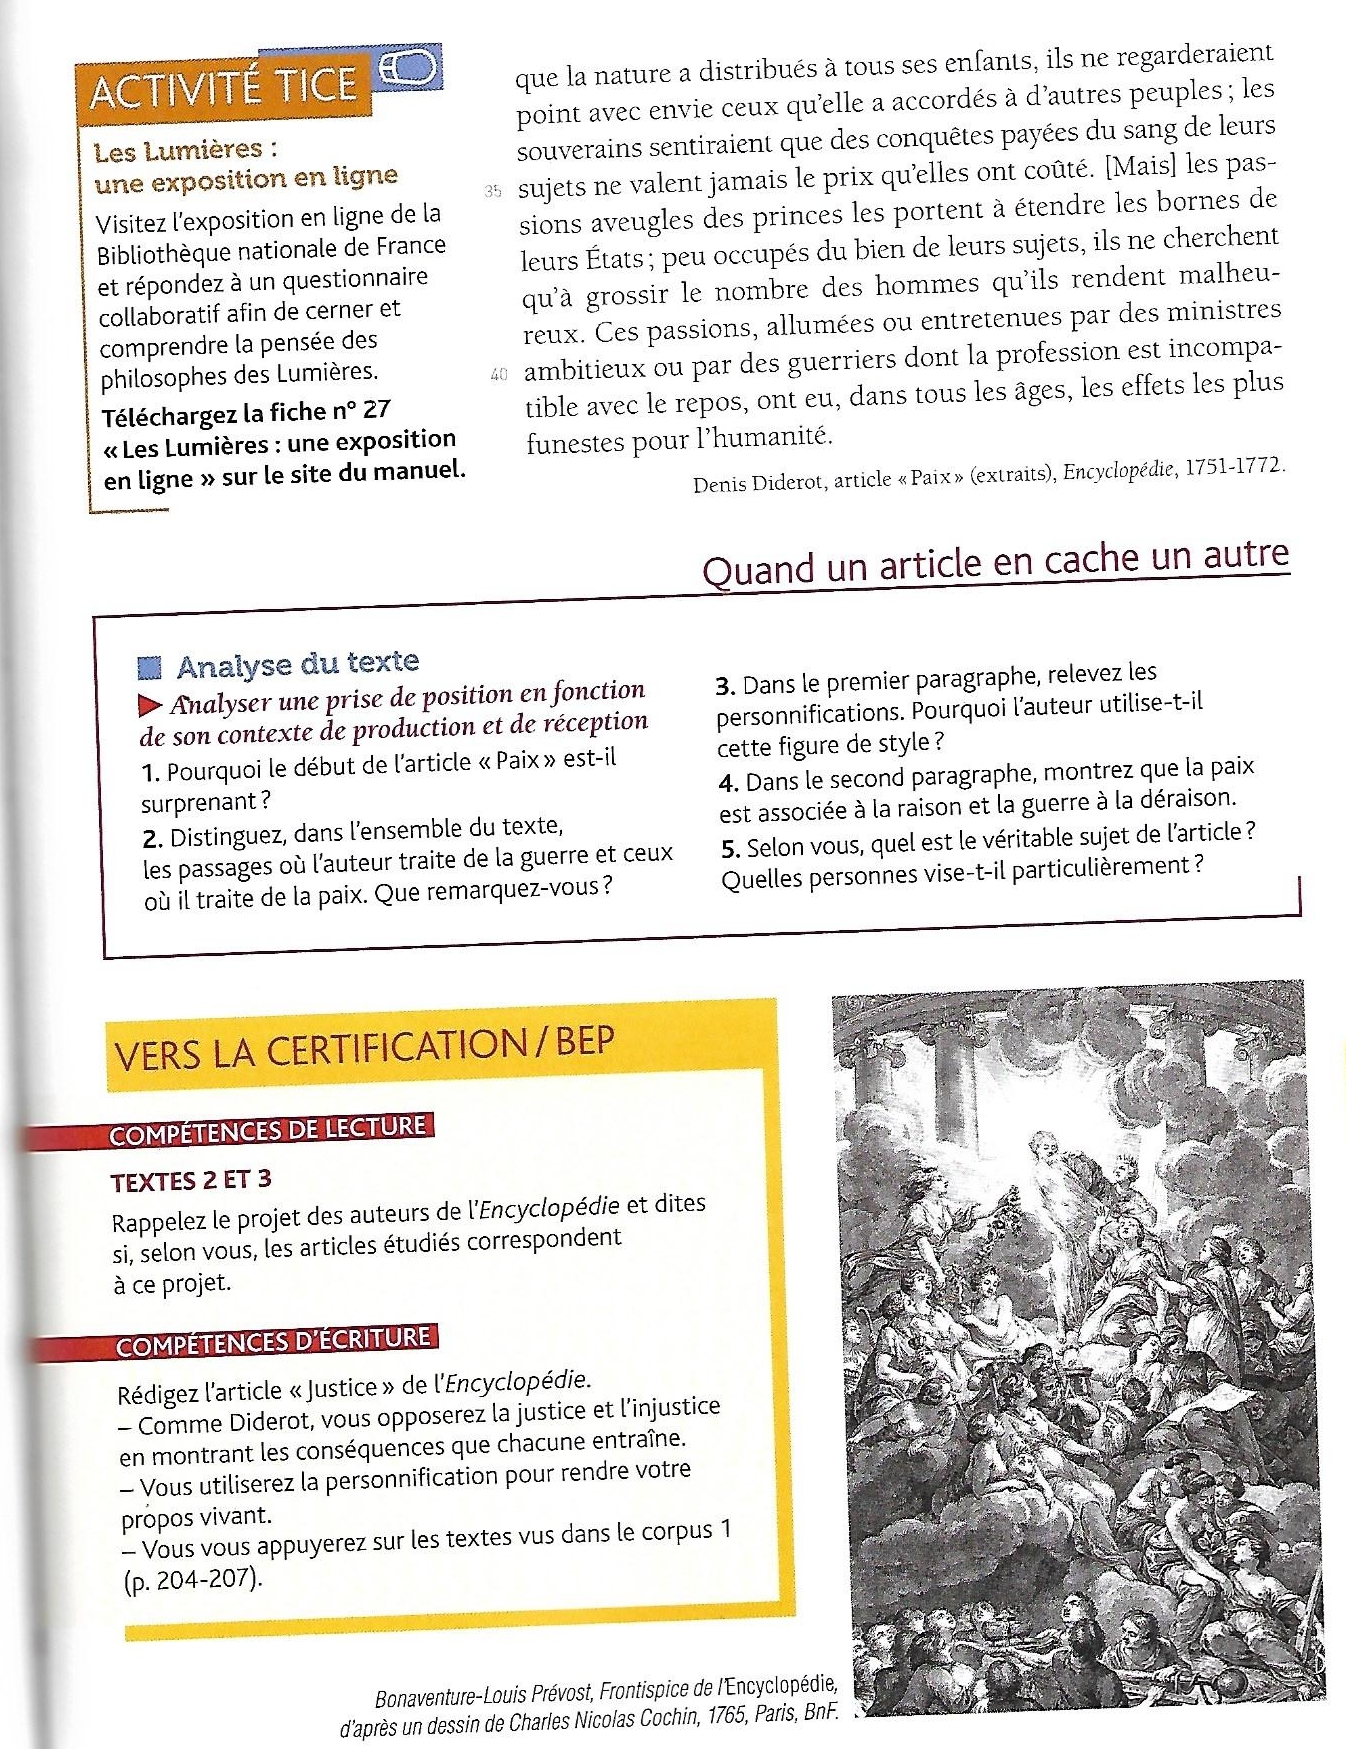 ACTIVITÉ TICE
Les Lumières :
une exposition en ligne
Visitez l'exposition en ligne de la
Bibliothèque nationale de France
et répondez à un questionnaire
collaboratif afin de cerner et
comprendre la pensée des
philosophes des Lumières.
Téléchargez la fiche n° 27
« Les Lumières : une exposition
en ligne » sur le site du manuel.
que la nature a distribués à tous ses enfants, ils ne regarderaient
point avec envie ceux qu'elle a accordés à d'autres peuples ; les
souverains sentiraient que des conquêtes payées du sang de leurs
35 sujets ne valent jamais le prix qu'elles ont coûté. [Mais] les pas-
sions aveugles des princes les portent à étendre les bornes de
leurs États ; peu occupés du bien de leurs sujets, ils ne cherchent
qu'à grossir le nombre des hommes qu'ils rendent malheu-
reux. Ces passions, allumées ou entretenues par des ministres
40 ambitieux ou par des guerriers dont la profession est incompa-
tible avec le repos, ont eu, dans tous les âges, les effets les plus
funestes pour l'humanité.
Denis Diderot, article « Paix » (extraits), Encyclopédie, 1751-1772.
Quand un article en cache un autre
Analyse du texte
Analyser une prise de position en fonction
de son contexte de production et de réception
1. Pourquoi le début de l'article « Paix » est-il
surprenant ?
2. Distinguez, dans l'ensemble du texte,
les passages où l'auteur traite de la guerre et ceux
où il traite de la paix. Que remarquez-vous ?
3. Dans le premier paragraphe, relevez les
personnifications. Pourquoi l'auteur utilise-t-il
cette figure de style ?
4. Dans le second paragraphe, montrez que la paix
est associée à la raison et la guerre à la déraison.
5. Selon vous, quel est le véritable sujet de l'article ?
Quelles personnes vise-t-il particulièrement ?
VERS LA CERTIFICATION / BEP
COMPÉTENCES DE LECTURE
TEXTES 2 ET 3
Rappelez le projet des auteurs de l'Encyclopédie et dites
si, selon vous, les articles étudiés correspondent
à ce projet.
COMPÉTENCES D'ÉCRITURE
Rédigez l'article « Justice » de l'Encyclopédie.
– Comme Diderot, vous opposerez la justice et l'injustice
en montrant les conséquences que chacune entraîne.
– Vous utiliserez la personnification pour rendre votre
propos vivant.
– Vous vous appuyerez sur les textes vus dans le corpus 1
(p. 204-207).
Bonaventure-Louis Prévost, Frontispice de l'Encyclopédie,
d'après un dessin de Charles Nicolas Cochin, 1765, Paris, BnF.